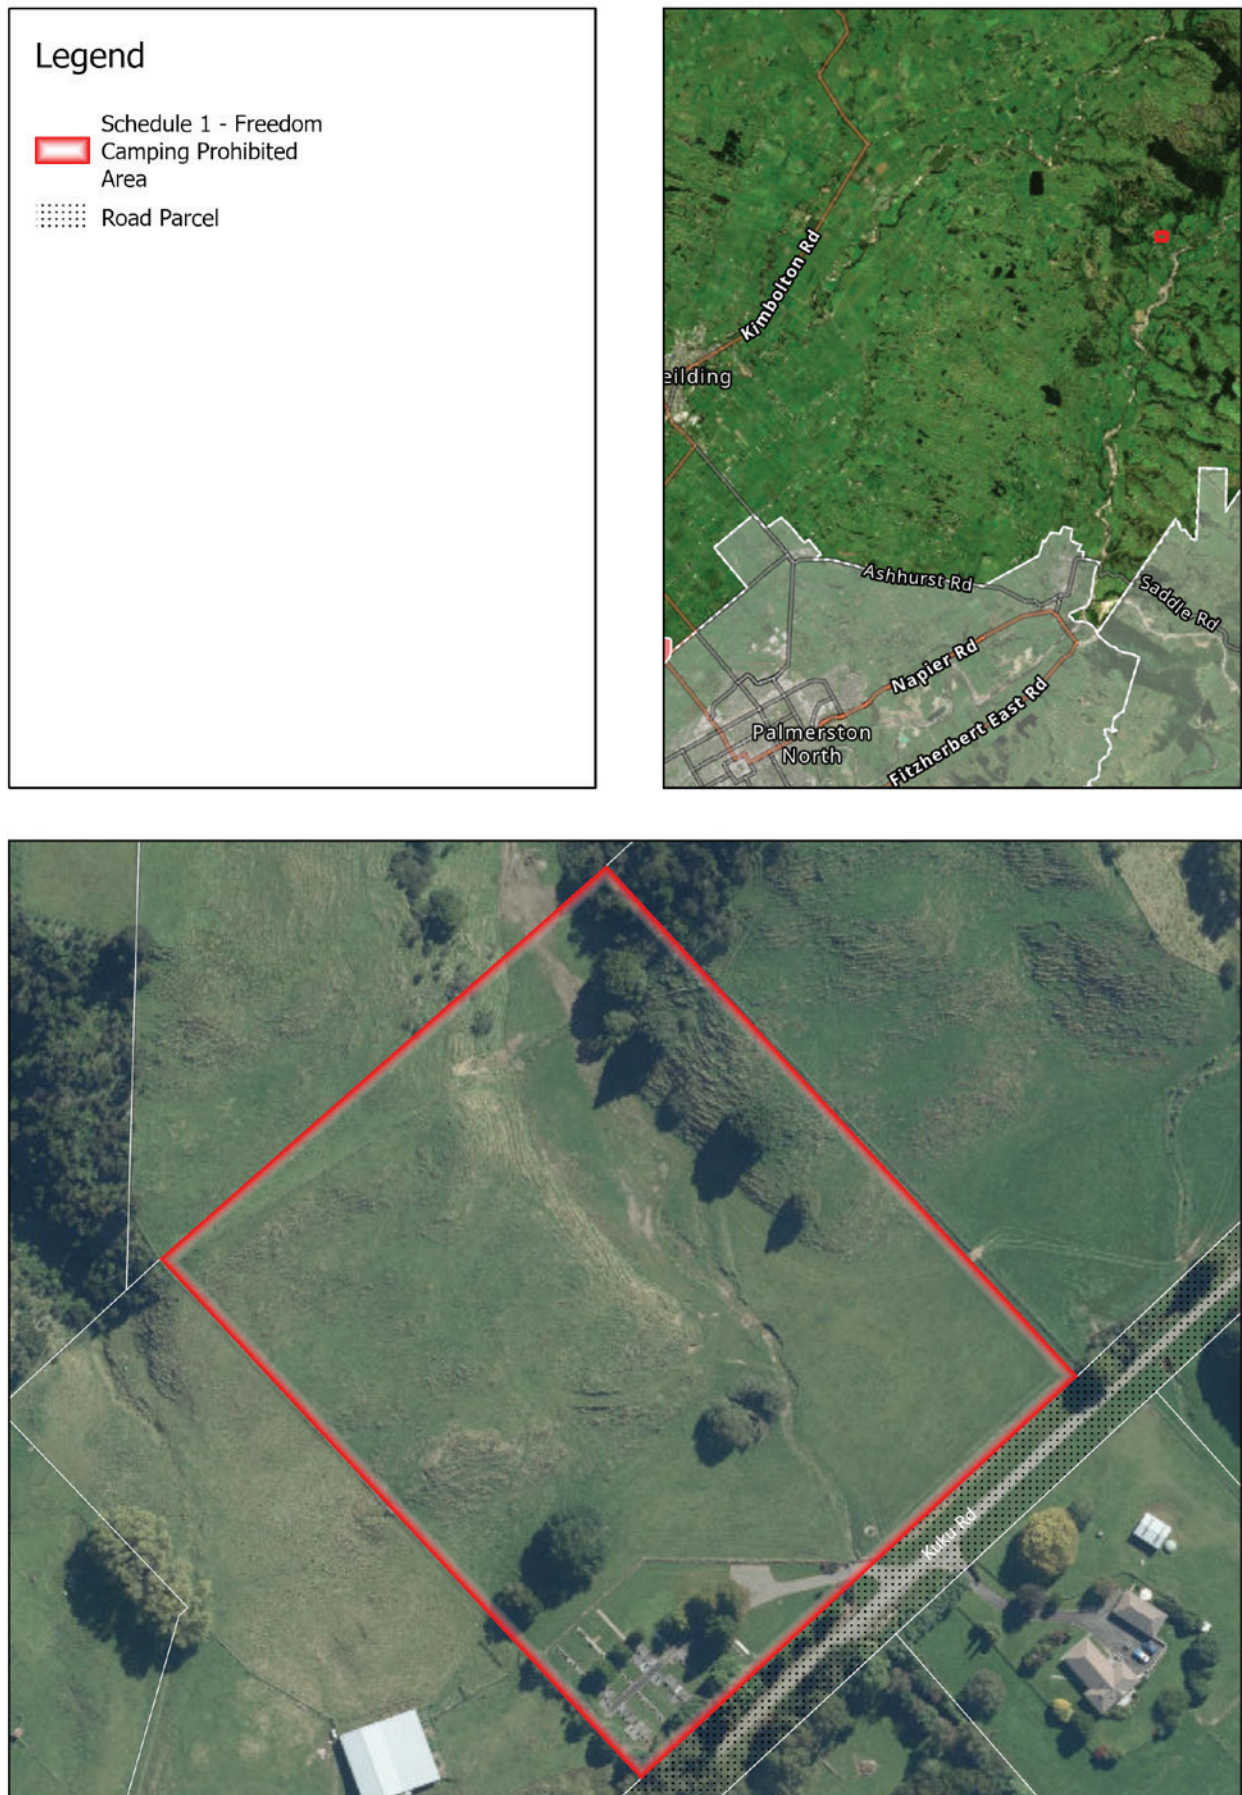 Legend
Schedule 1 - Freedom
Camping Prohibited
Area
Road Parcel
Kimbolton Rd
eilding
Ashhurst Rd
Saddle Rd
Napier Rd
Fitzherbert East Rd
Palmerston
North
Kuku Rd